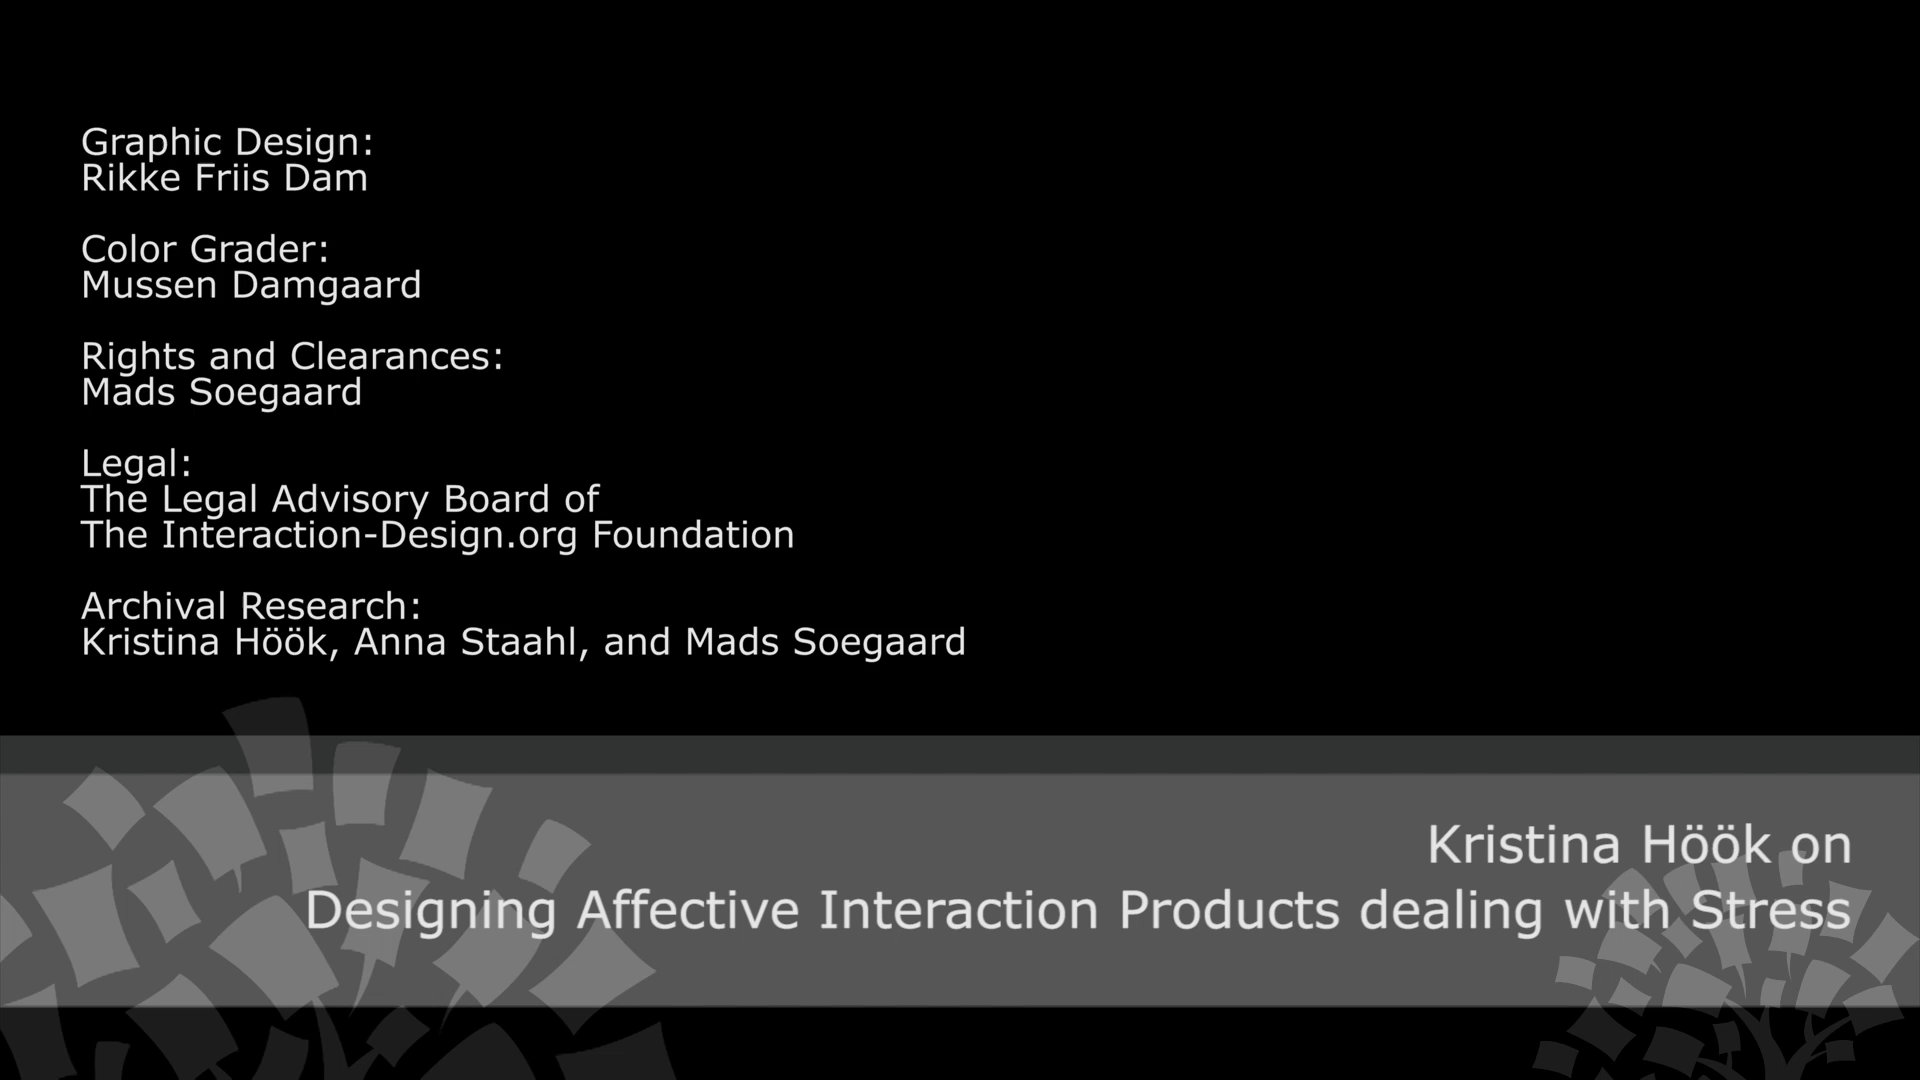 Graphic Design:
Rikke Friis Dam
Color Grader:
Mussen Damgaard
Rights and Clearances:
Mads Soegaard
Legal:
The Legal Advisory Board of
The Interaction-Design.org Foundation
Archival Research:
Kristina Höök, Anna Staahl, and Mads Soegaard
Kristina Höök on
Designing Affective Interaction Products dealing with Stress